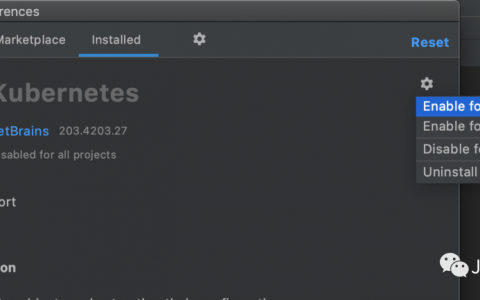 rences
Marketplace Installed
Reset
Kubernetes
etBrains 203.4203.27
sabled for all projects
Enable fo
Enable fo
Disable fo
Uninstall
ort
J
on